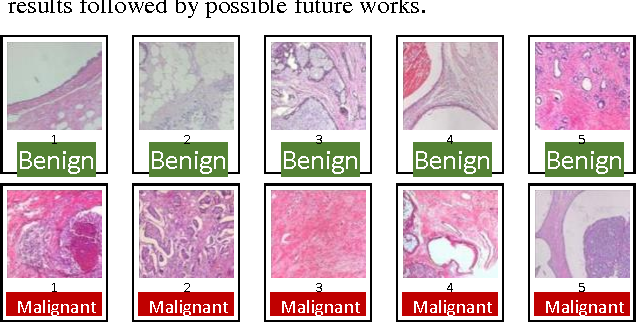 results followed by possible future works.
1 2 3 4 5
Benign Benign Benign Benign Benign
1 2 3 4 5
Malignant Malignant Malignant Malignant Malignant